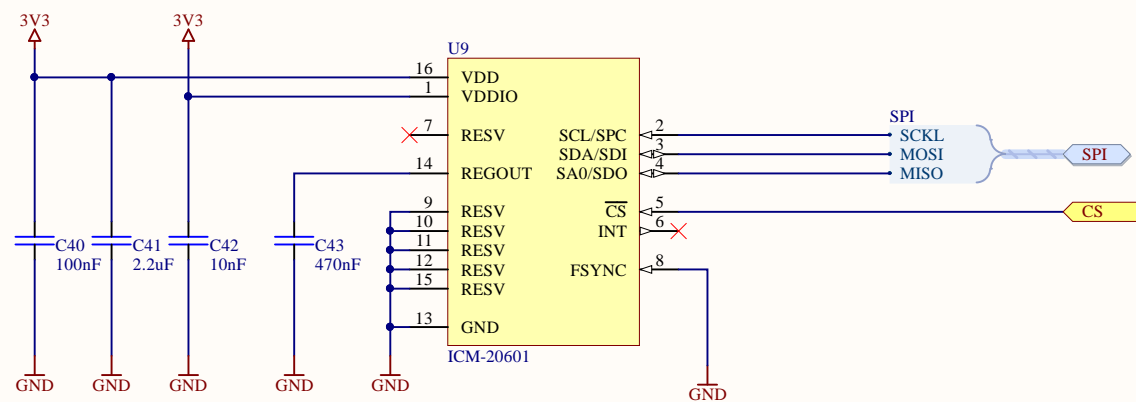 3V3
3V3
U9
16 VDD
1 VDDIO
7 RESV
14 REGOUT
9 RESV
10 RESV
11 RESV
12 RESV
15 RESV
13 GND
SCL/SPC 2
SDA/SDI 3
SA0/SDO 4
CS 5
INT 6
FSYNC 8
ICM-20601
SPI
SCKL
MOSI
MISO
SPI
CS
C40
100nF
C41
2.2uF
C42
10nF
C43
470nF
GND
GND
GND
GND
GND
GND